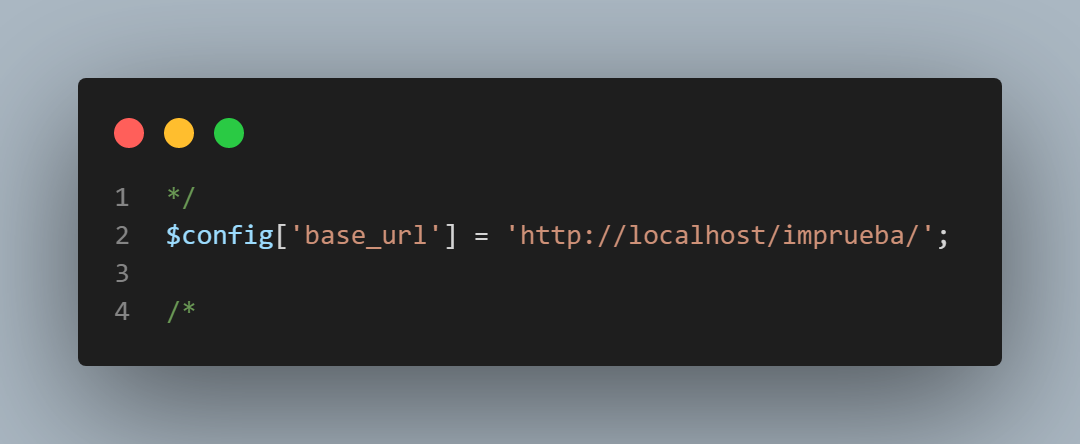 1 */
2 $config['base_url'] = 'http://localhost/imprueba/';
3
4 /*